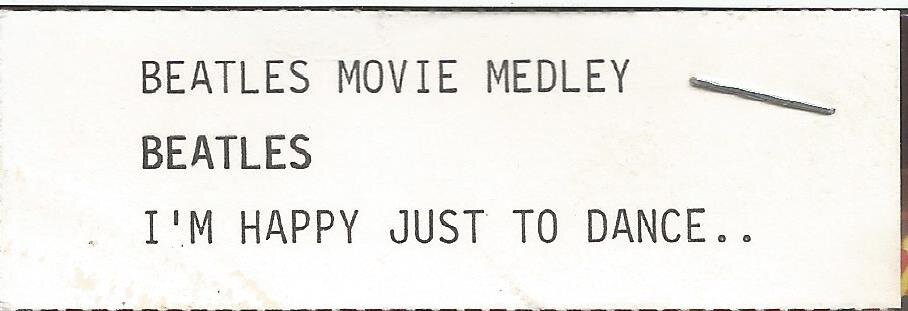 BEATLES MOVIE MEDLEY
BEATLES
I'M HAPPY JUST TO DANCE..